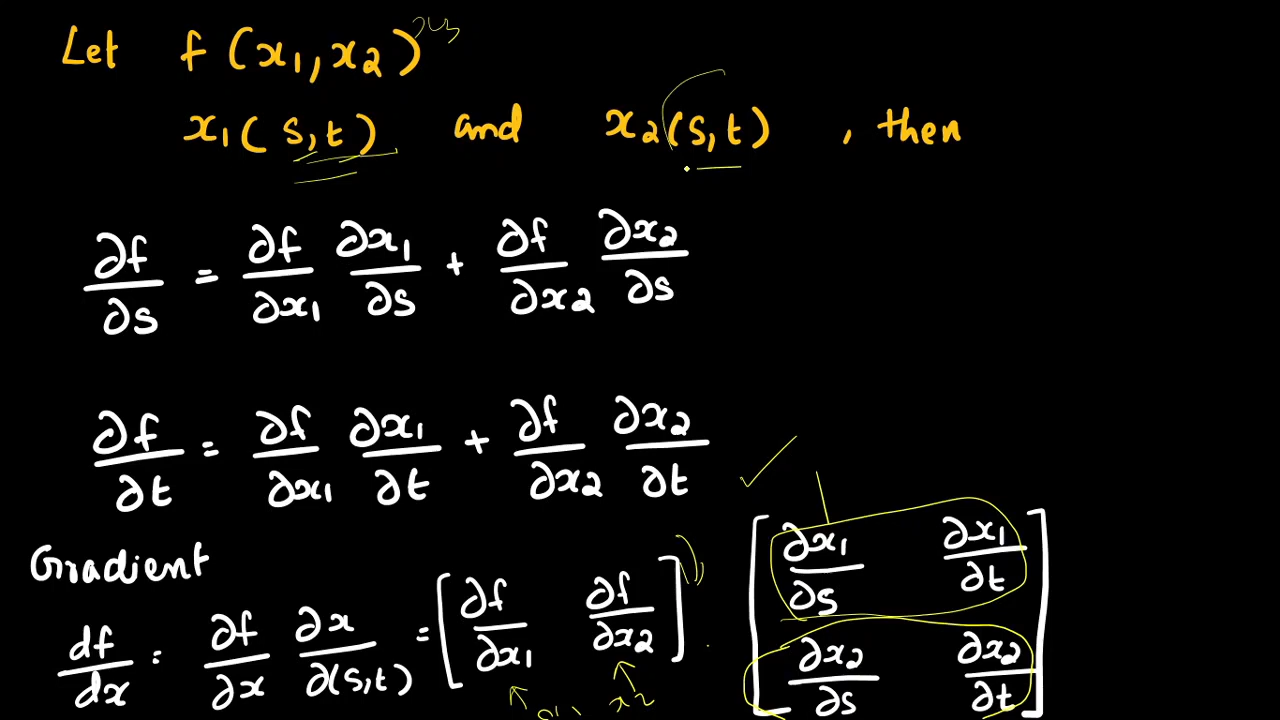 Let f (x1, x2)
x1 ( s, t ) and x2 (s, t) , then
∂f/∂s = ∂f/∂x1 ∂x1/∂s + ∂f/∂x2 ∂x2/∂s
∂f/∂t = ∂f/∂x1 ∂x1/∂t + ∂f/∂x2 ∂x2/∂t
Gradient
df/dx = ∂f/∂x ∂x/∂(s,t) = [∂f/∂x1 ∂f/∂x2] . [∂x1/∂s ∂x1/∂t
∂x2/∂s ∂x2/∂t]
x2